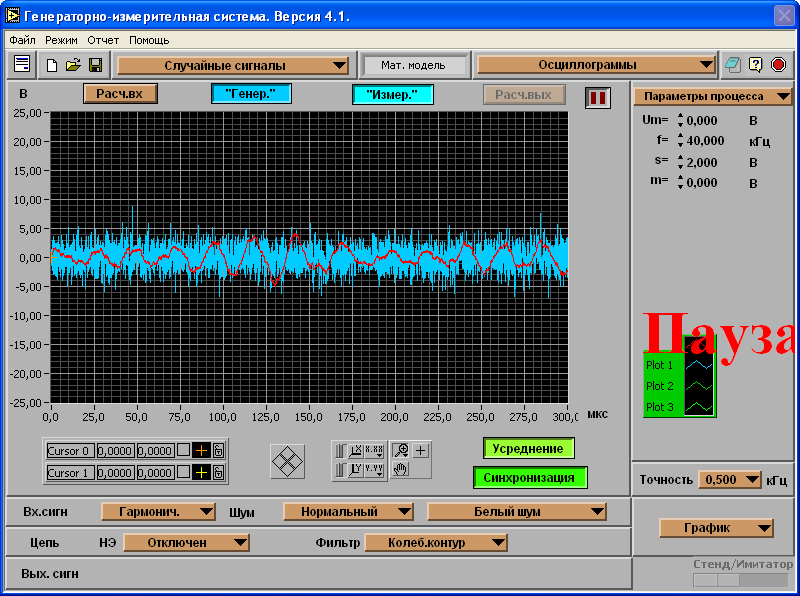 Генераторно-измерительная система. Версия 4.1.
Файл Режим Отчет Помощь
Случайные сигналы Мат. модель Осциллограммы
В Расч.вх "Генер." "Измер." Расч.вых Параметры процесса
25,00
20,00
15,00
10,00
5,00
0,00
-5,00
-10,00
-15,00
-20,00
-25,00
0,0 25,0 50,0 75,0 100,0 125,0 150,0 175,0 200,0 225,0 250,0 275,0 300,0 мкс
Um= 0,000 В
f= 40,000 кГц
s= 2,000 В
m= 0,000 В
Пауза
Plot 1
Plot 2
Plot 3
Cursor 0 0,0000 0,0000
Cursor 1 0,0000 0,0000
X X.XX
Y Y.YY
Усреднение
Синхронизация
Точность 0,500 кГц
Вх.сигн Гармонич. Шум Нормальный Белый шум
График
Цепь НЭ Отключен Фильтр Колеб.контур
Стенд/Имитатор
Вых. сигн